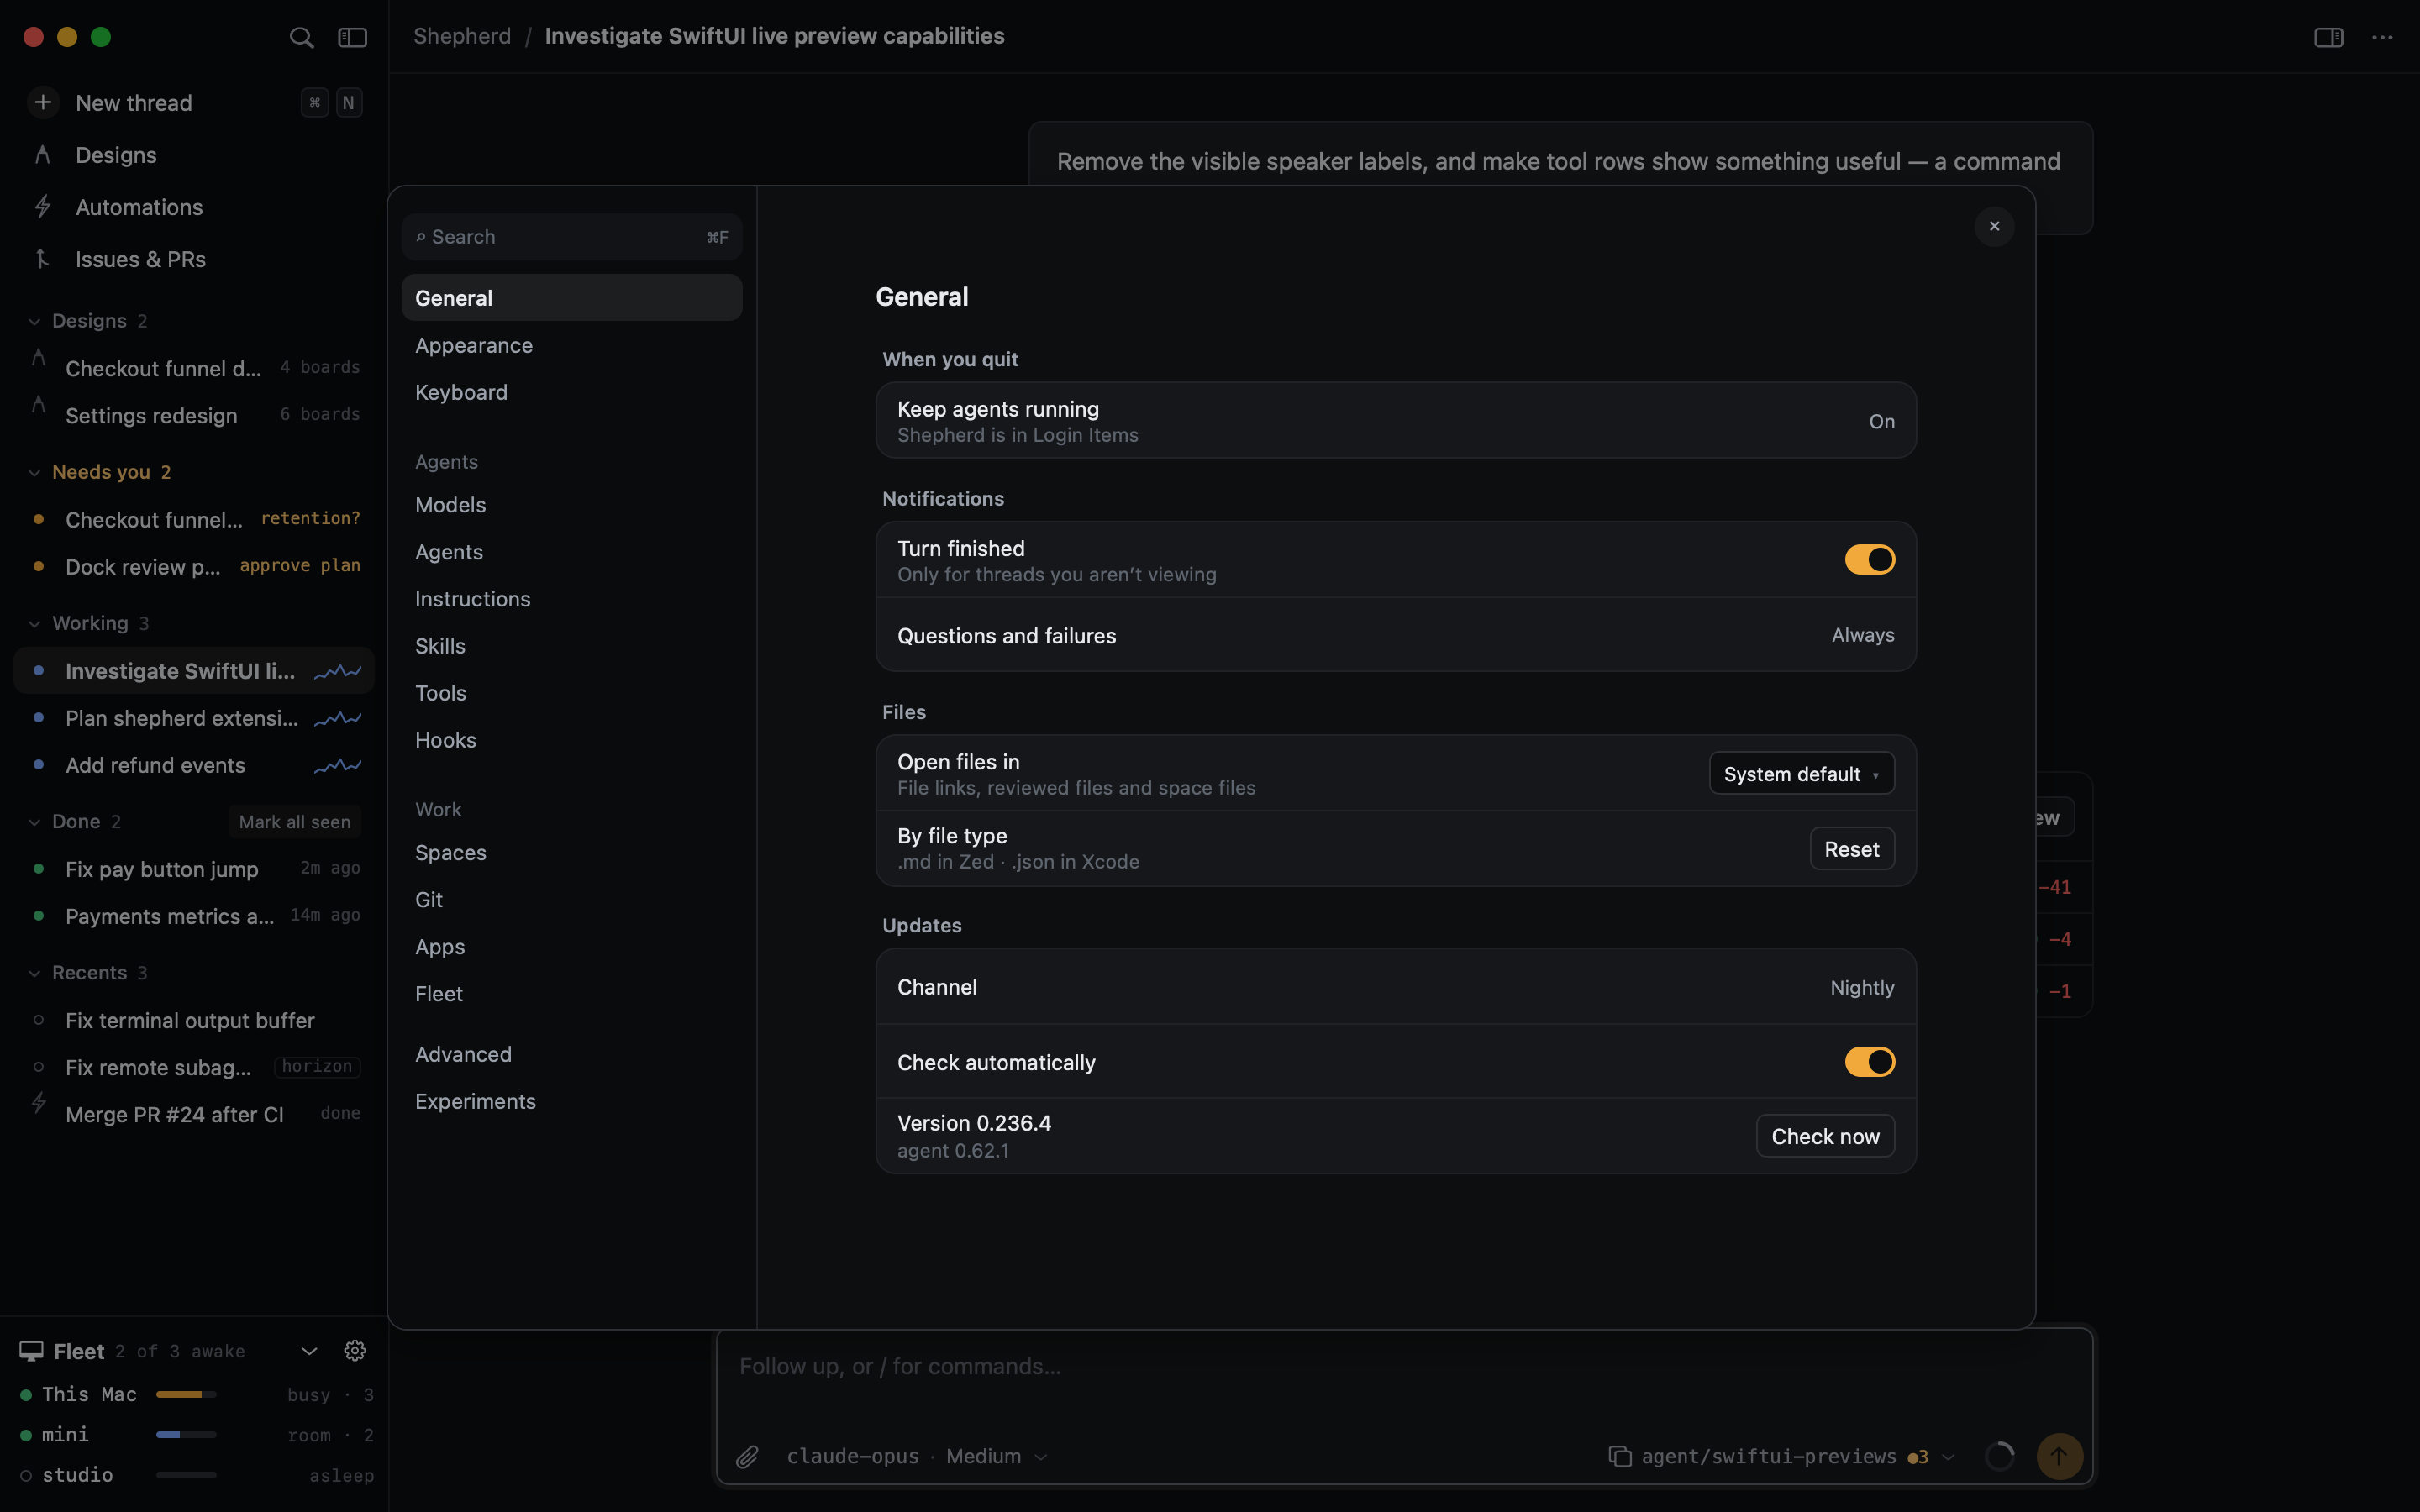 Shepherd / Investigate SwiftUI live preview capabilities
New thread ⌘ N
Designs
Automations
Issues & PRs
Designs 2
Checkout funnel d... 4 boards
Settings redesign 6 boards
Needs you 2
Checkout funnel... retention?
Dock review p... approve plan
Working 3
Investigate SwiftUI li...
Plan shepherd extensi...
Add refund events
Done 2 Mark all seen
Fix pay button jump 2m ago
Payments metrics a... 14m ago
Recents 3
Fix terminal output buffer
Fix remote subag... horizon
Merge PR #24 after CI done
Fleet 2 of 3 awake
This Mac busy · 3
mini room · 2
studio asleep
Remove the visible speaker labels, and make tool rows show something useful — a command
Search ⌘F
General
Appearance
Keyboard
Agents
Models
Agents
Instructions
Skills
Tools
Hooks
Work
Spaces
Git
Apps
Fleet
Advanced
Experiments
General
When you quit
Keep agents running On
Shepherd is in Login Items
Notifications
Turn finished
Only for threads you aren’t viewing
Questions and failures Always
Files
Open files in System default
File links, reviewed files and space files
By file type Reset
.md in Zed · .json in Xcode
Updates
Channel Nightly
Check automatically
Version 0.236.4 Check now
agent 0.62.1
−41
−4
−1
Follow up, or / for commands...
claude-opus · Medium agent/swiftui-previews 3